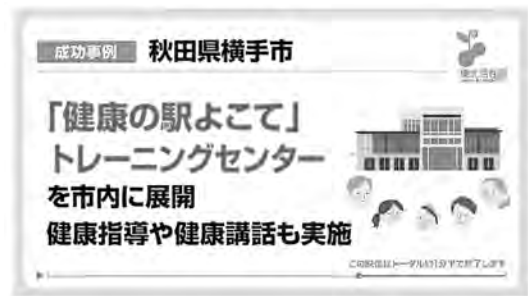 成功事例 秋田県横手市
「健康の駅よこて」
トレーニングセンター
を市内に展開
健康指導や健康講話も実施